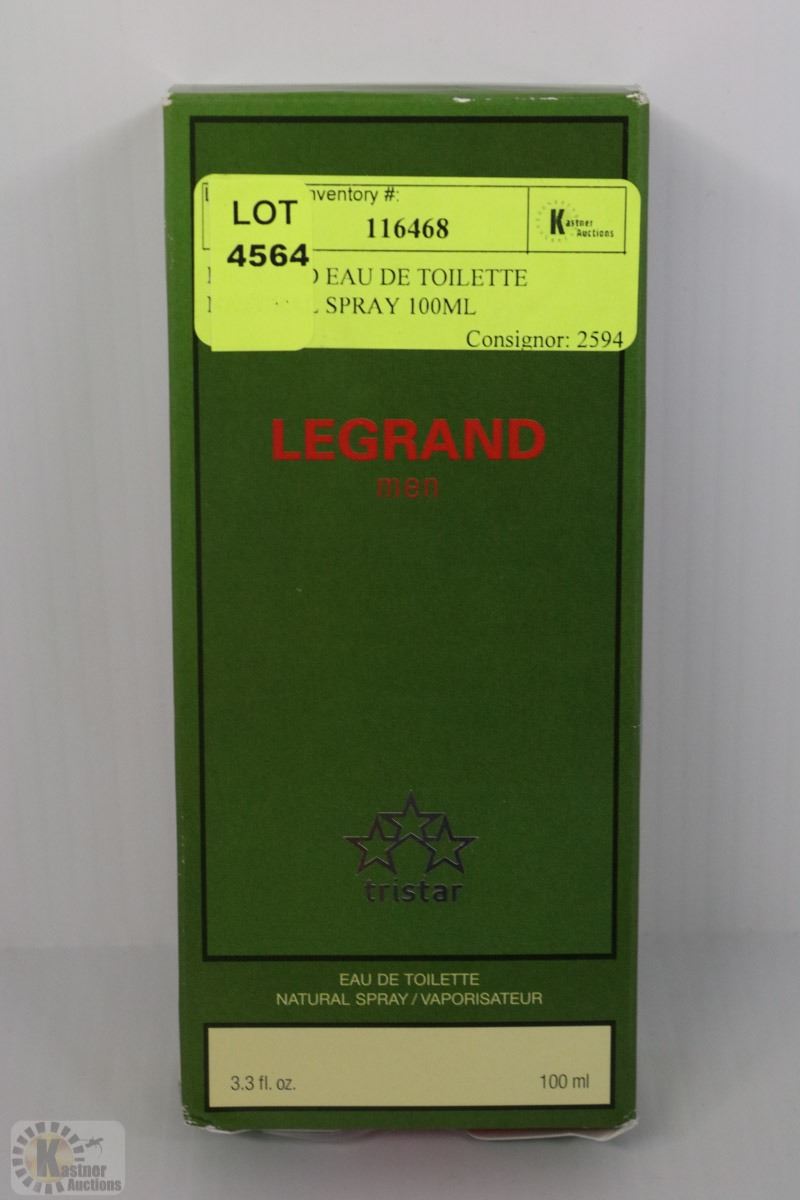 LOT
4564
Inventory #:
116468
Kastner
Auctions
EAU DE TOILETTE
SPRAY 100ML
Consignor: 2594
LEGRAND
men
tristar
EAU DE TOILETTE
NATURAL SPRAY / VAPORISATEUR
3.3 fl. oz.
100 ml
Kastner
Auctions